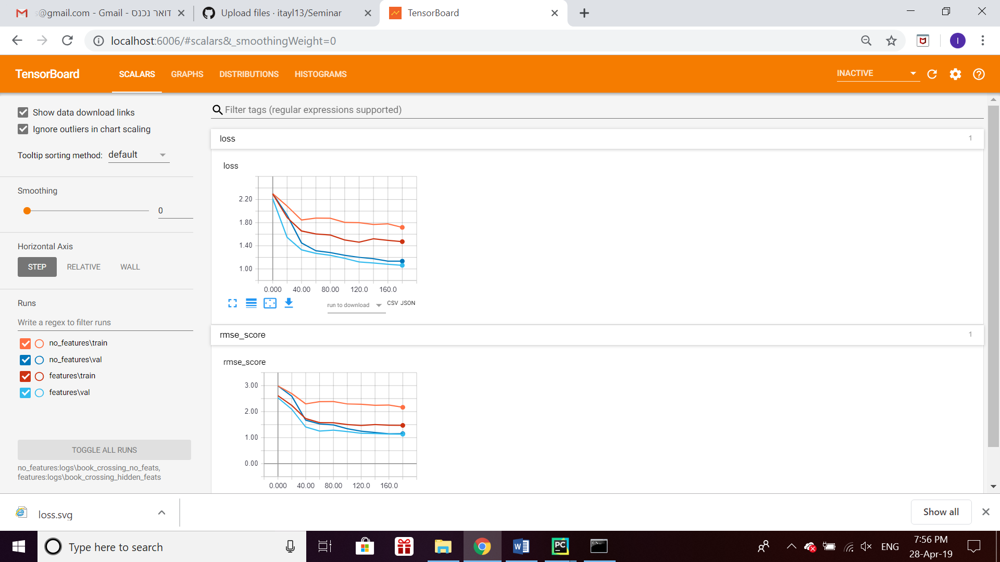 s@gmail.com - Gmail - דואר נכנס
Upload files · itayl13/Seminar
TensorBoard
localhost:6006/#scalars&_smoothingWeight=0
I
TensorBoard
SCALARS
GRAPHS
DISTRIBUTIONS
HISTOGRAMS
INACTIVE
Show data download links
Ignore outliers in chart scaling
Tooltip sorting method: default
Smoothing
0
Horizontal Axis
STEP
RELATIVE
WALL
Runs
Write a regex to filter runs
no_features\train
no_features\val
features\train
features\val
TOGGLE ALL RUNS
no_features:logs\book_crossing_no_feats,
features:logs\book_crossing_hidden_feats
Filter tags (regular expressions supported)
loss
1
loss
2.20
1.80
1.40
1.00
0.000 40.00 80.00 120.0 160.0
run to download
CSV JSON
rmse_score
1
rmse_score
3.00
2.00
1.00
0.00
0.000 40.00 80.00 120.0 160.0
loss.svg
Show all
Type here to search
PC
ENG
7:56 PM
28-Apr-19